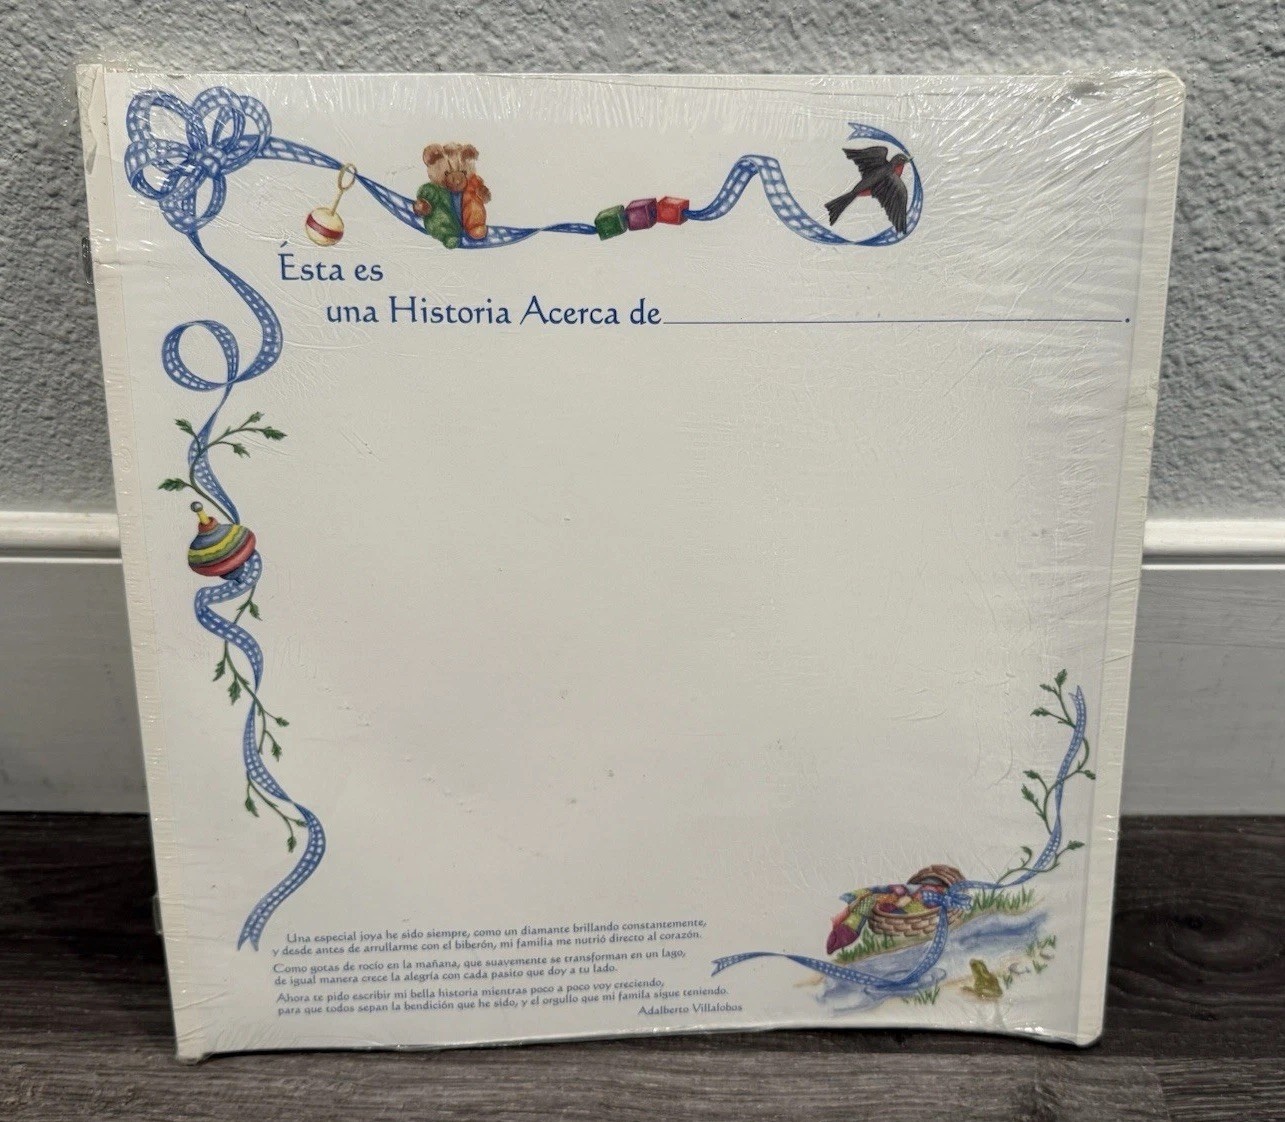 Ésta es
una Historia Acerca de.
Una especial joya he sido siempre, como un diamante brillando constantemente,
y desde antes de arrullarme con el biberón, mi familia me nutrió directo al corazón.
Como gotas de rocío en la mañana, que suavemente se transforman en un lago,
de igual manera crece la alegría con cada pasito que doy a tu lado.
Ahora te pido escribir mi bella historia mientras poco a poco voy creciendo,
para que todos sepan la bendición que he sido, y el orgullo que mi famila sigue teniendo.
Adalberto Villalobos